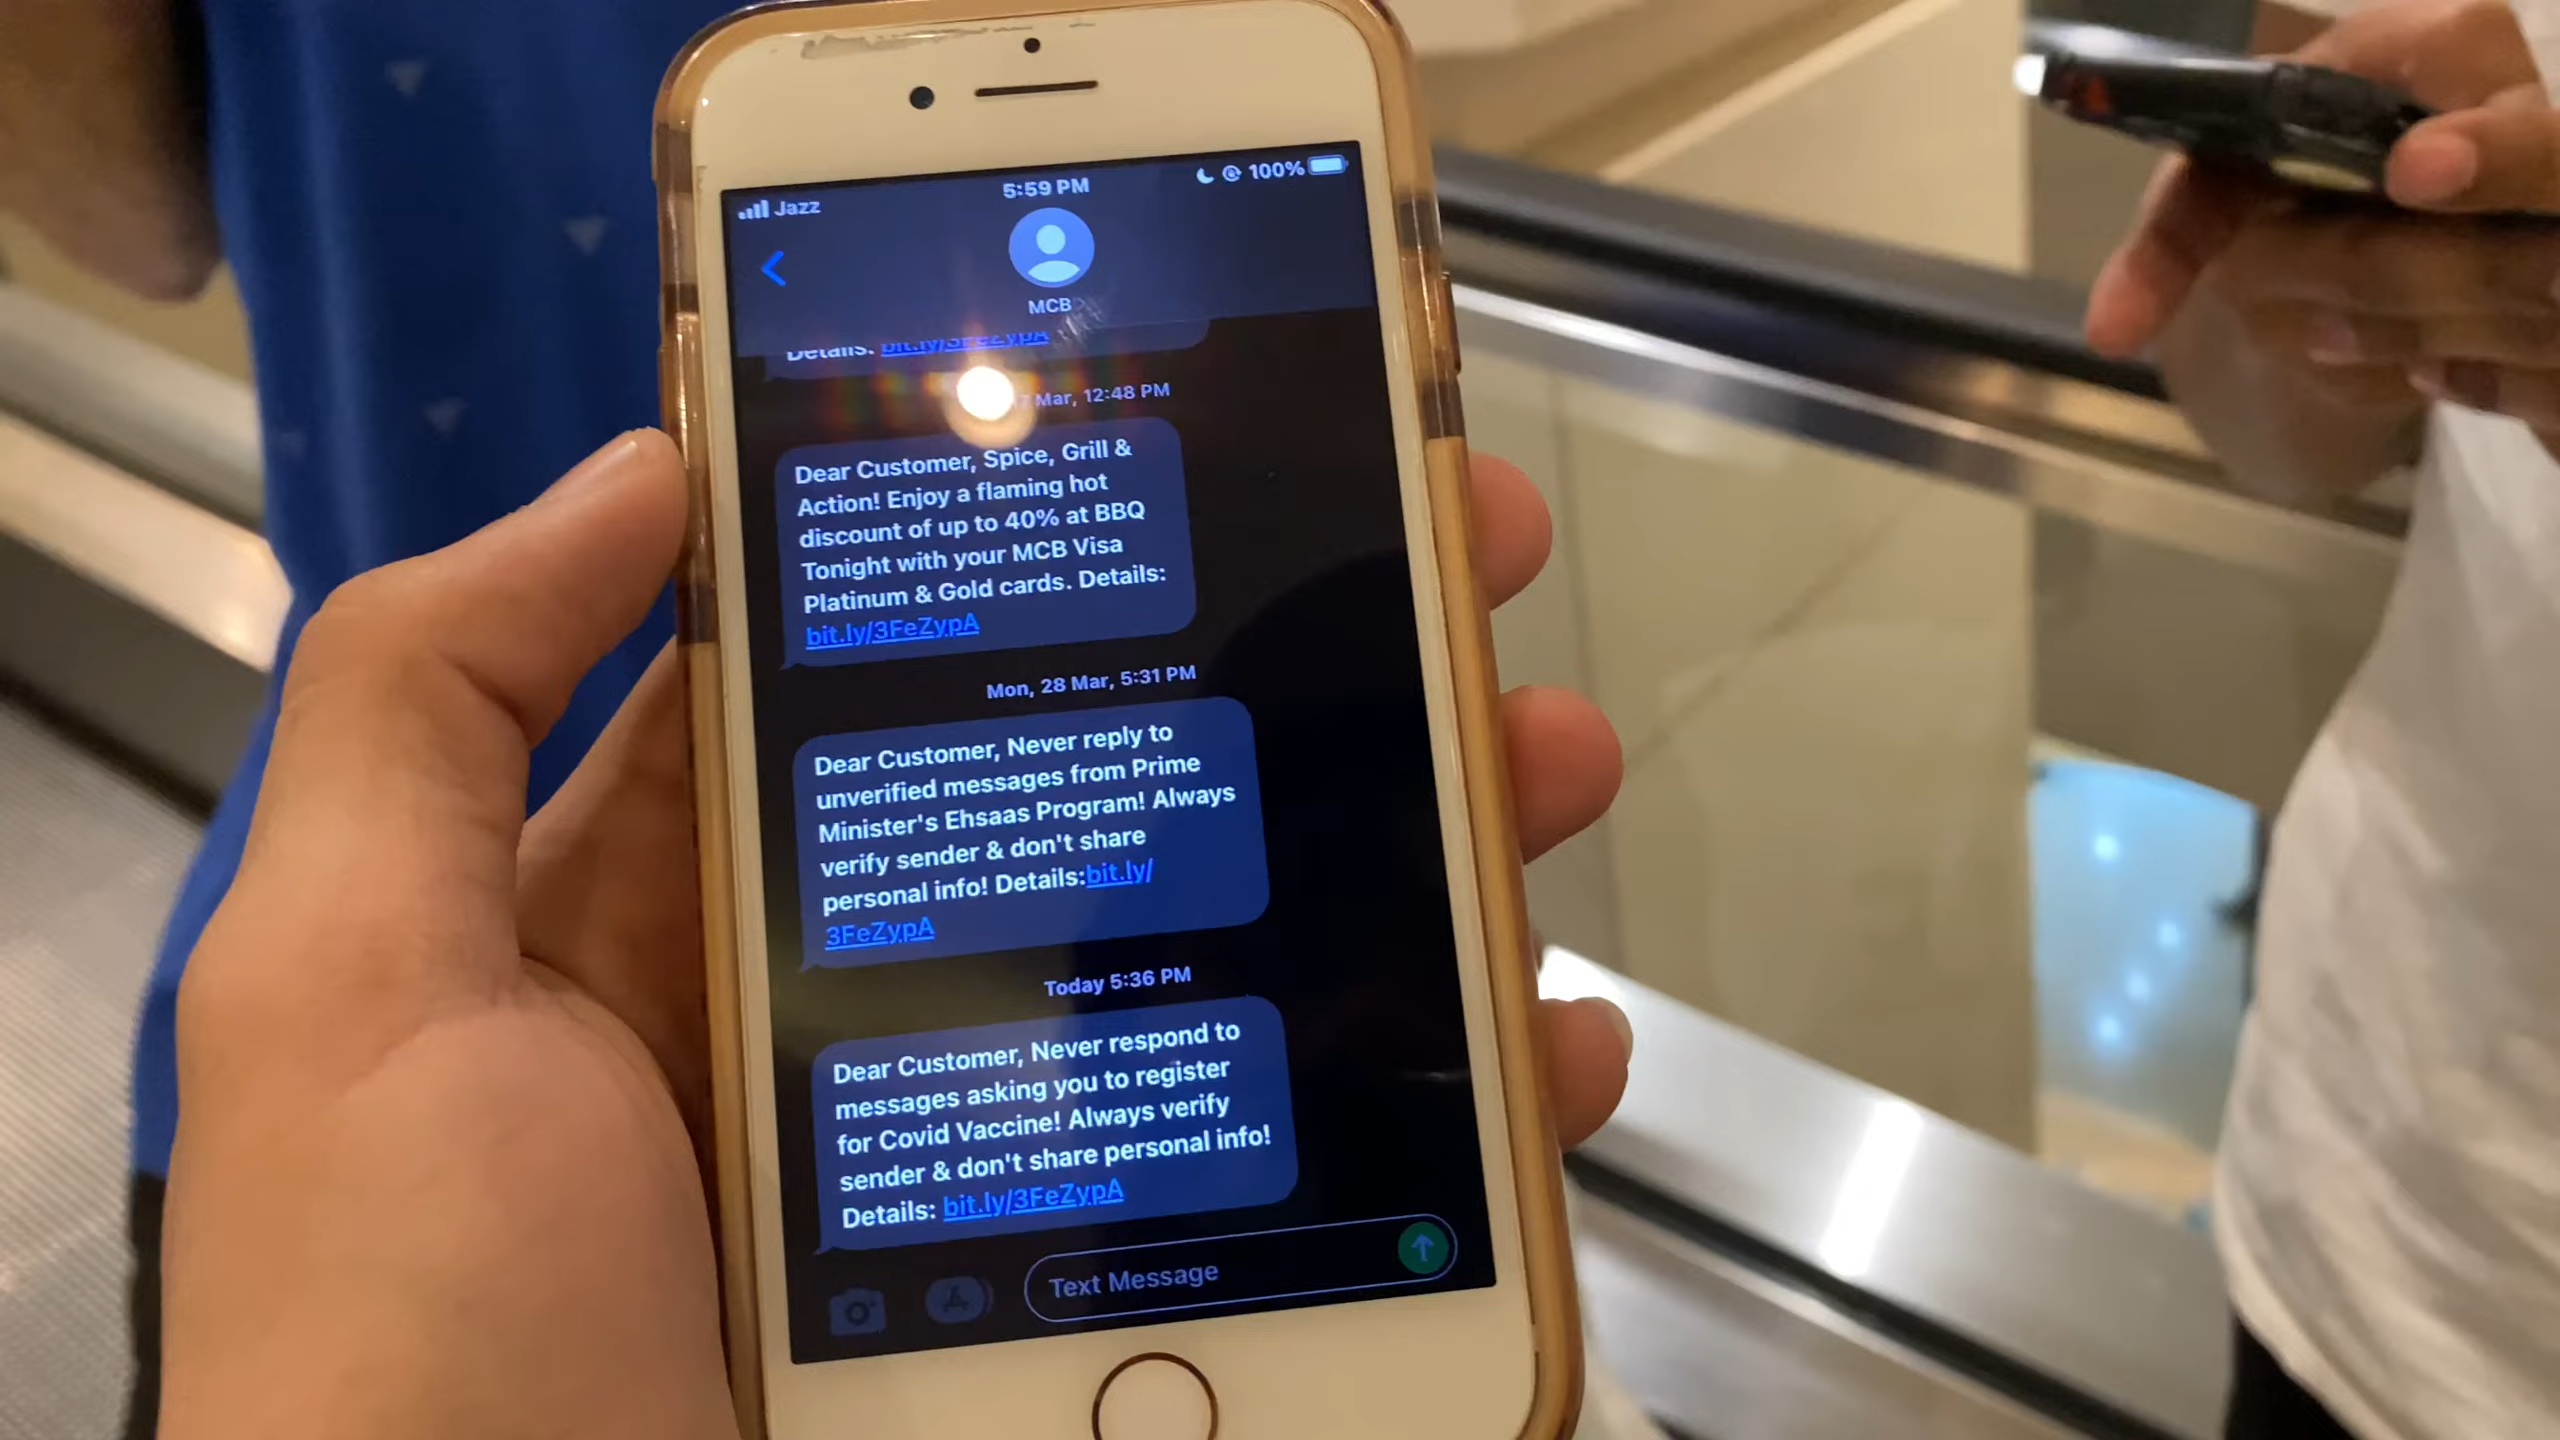 Jazz
5:59 PM
100%
MCB
Details: bit.ly/3FeZypA
Mar, 12:48 PM
Dear Customer, Spice, Grill &
Action! Enjoy a flaming hot
discount of up to 40% at BBQ
Tonight with your MCB Visa
Platinum & Gold cards. Details:
bit.ly/3FeZypA
Mon, 28 Mar, 5:31 PM
Dear Customer, Never reply to
unverified messages from Prime
Minister's Ehsaas Program! Always
verify sender & don't share
personal info! Details:bit.ly/
3FeZypA
Today 5:36 PM
Dear Customer, Never respond to
messages asking you to register
for Covid Vaccine! Always verify
sender & don't share personal info!
Details: bit.ly/3FeZypA
Text Message